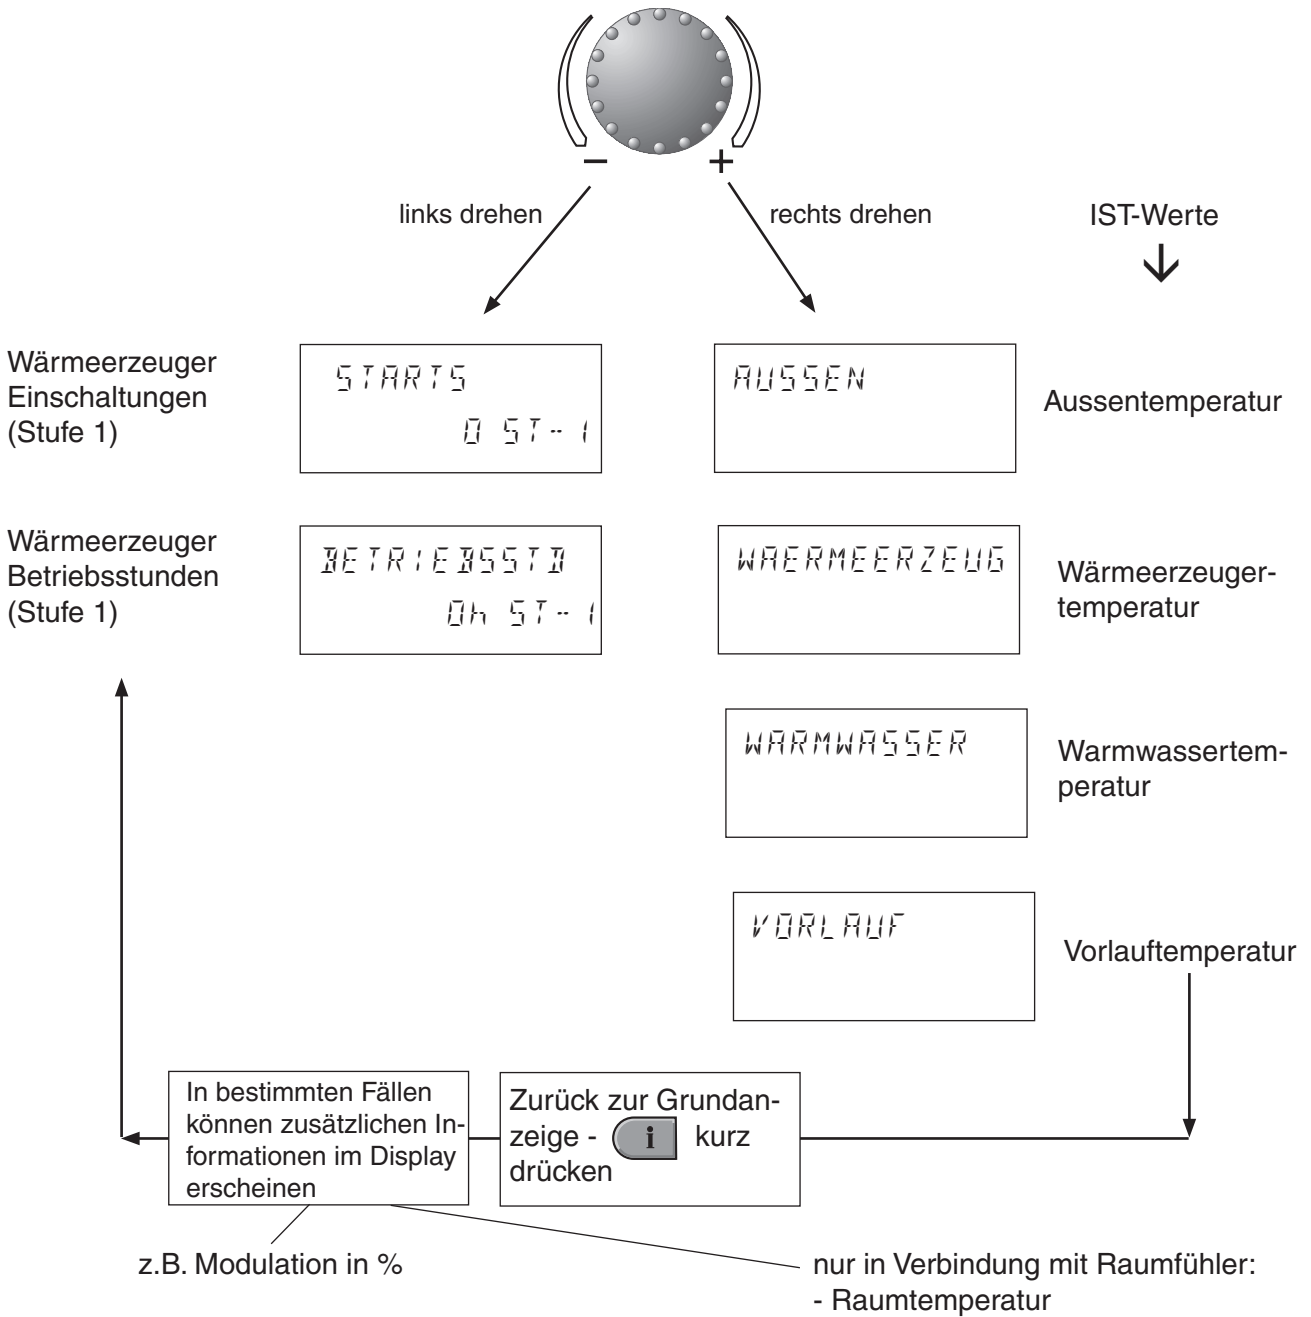 − +
links drehen
rechts drehen
IST-Werte
Wärmeerzeuger
Einschaltungen
(Stufe 1)
STARTS
0 ST-1
AUSSEN
Aussentemperatur
Wärmeerzeuger
Betriebsstunden
(Stufe 1)
BETRIEBSSTD
0h ST-1
WAERMEERZEUG
Wärmeerzeuger-
temperatur
WARMWASSER
Warmwassertem-
peratur
VORLAUF
Vorlauftemperatur
In bestimmten Fällen
können zusätzlichen In-
formationen im Display
erscheinen
Zurück zur Grundan-
zeige - i kurz
drücken
z.B. Modulation in %
nur in Verbindung mit Raumfühler:
- Raumtemperatur